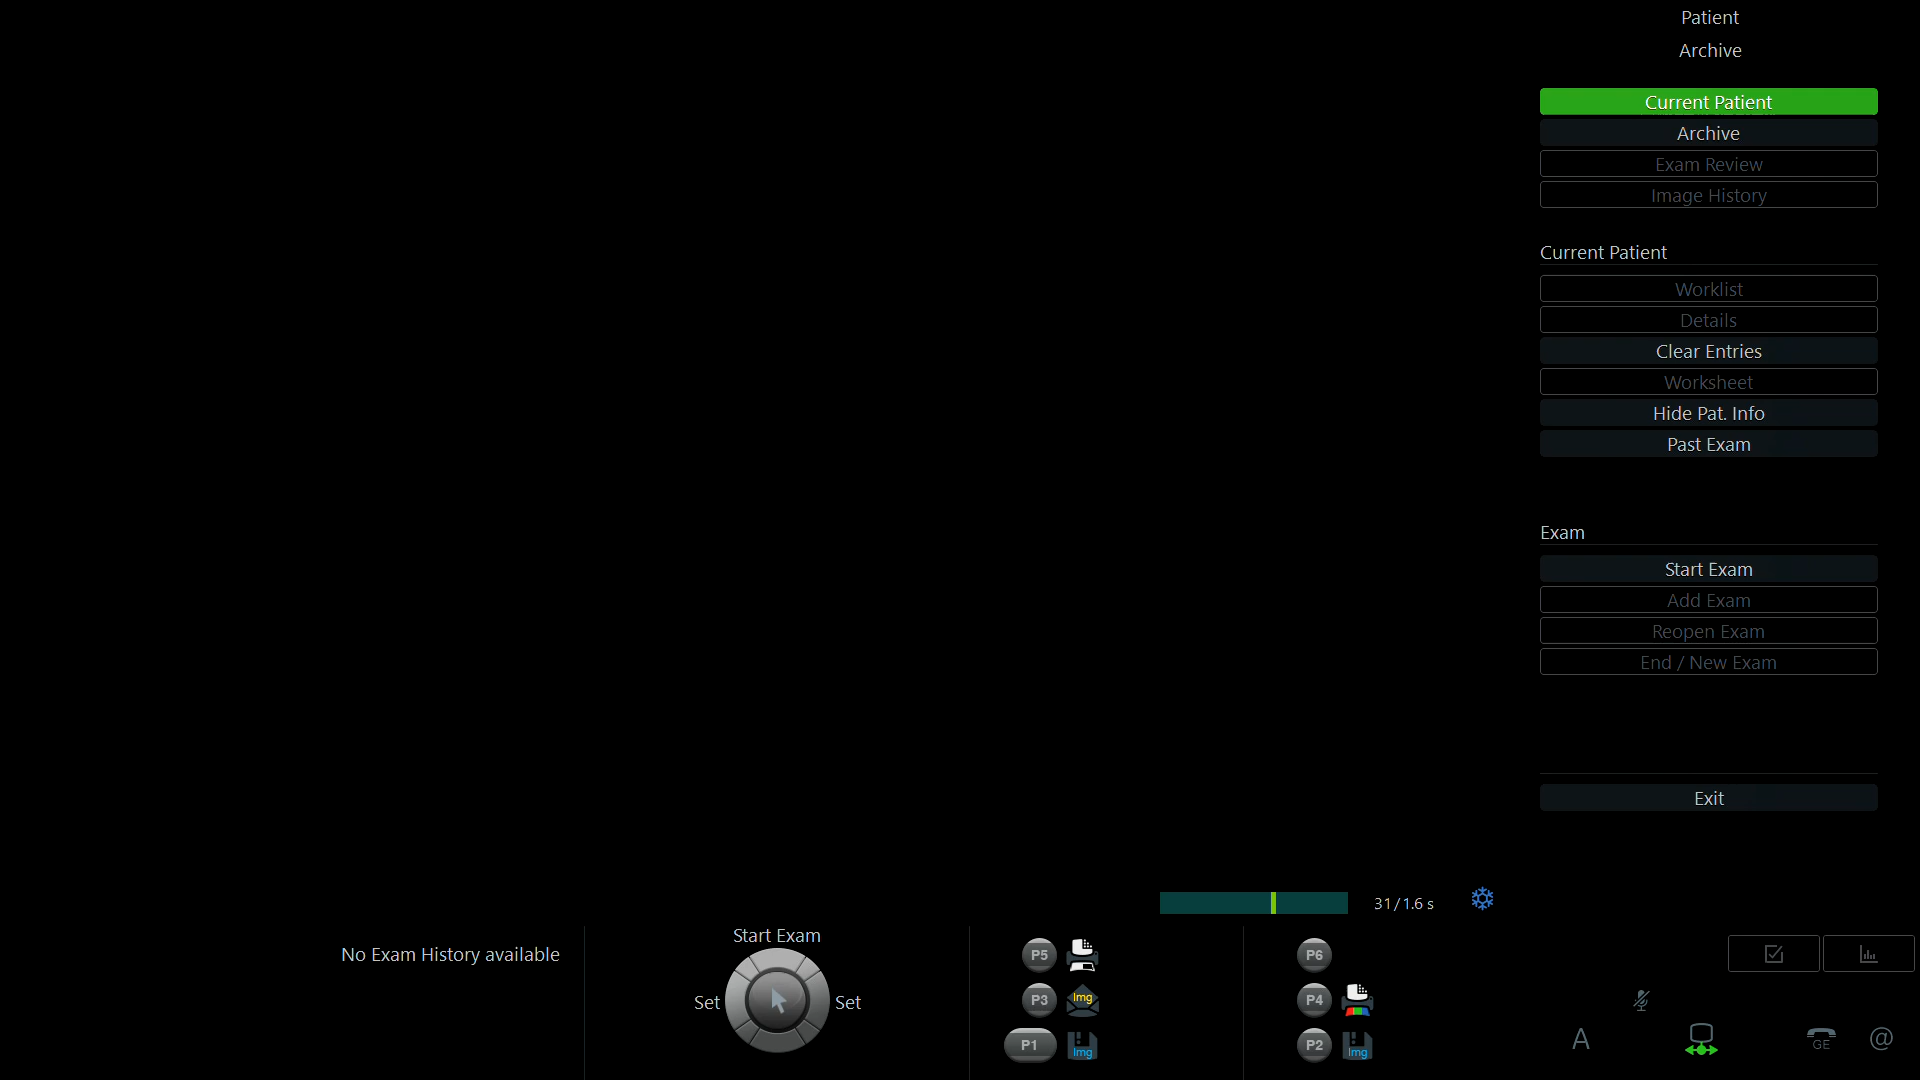 Patient
Archive
Current Patient
Archive
Exam Review
Image History
Current Patient
Worklist
Details
Clear Entries
Worksheet
Hide Pat. Info
Past Exam
Exam
Start Exam
Add Exam
Reopen Exam
End / New Exam
Exit
31/1.6 s
No Exam History available
Start Exam
Set
Set
P5
P3
Img
P1
Img
P6
P4
P2
Img
A
GE
@